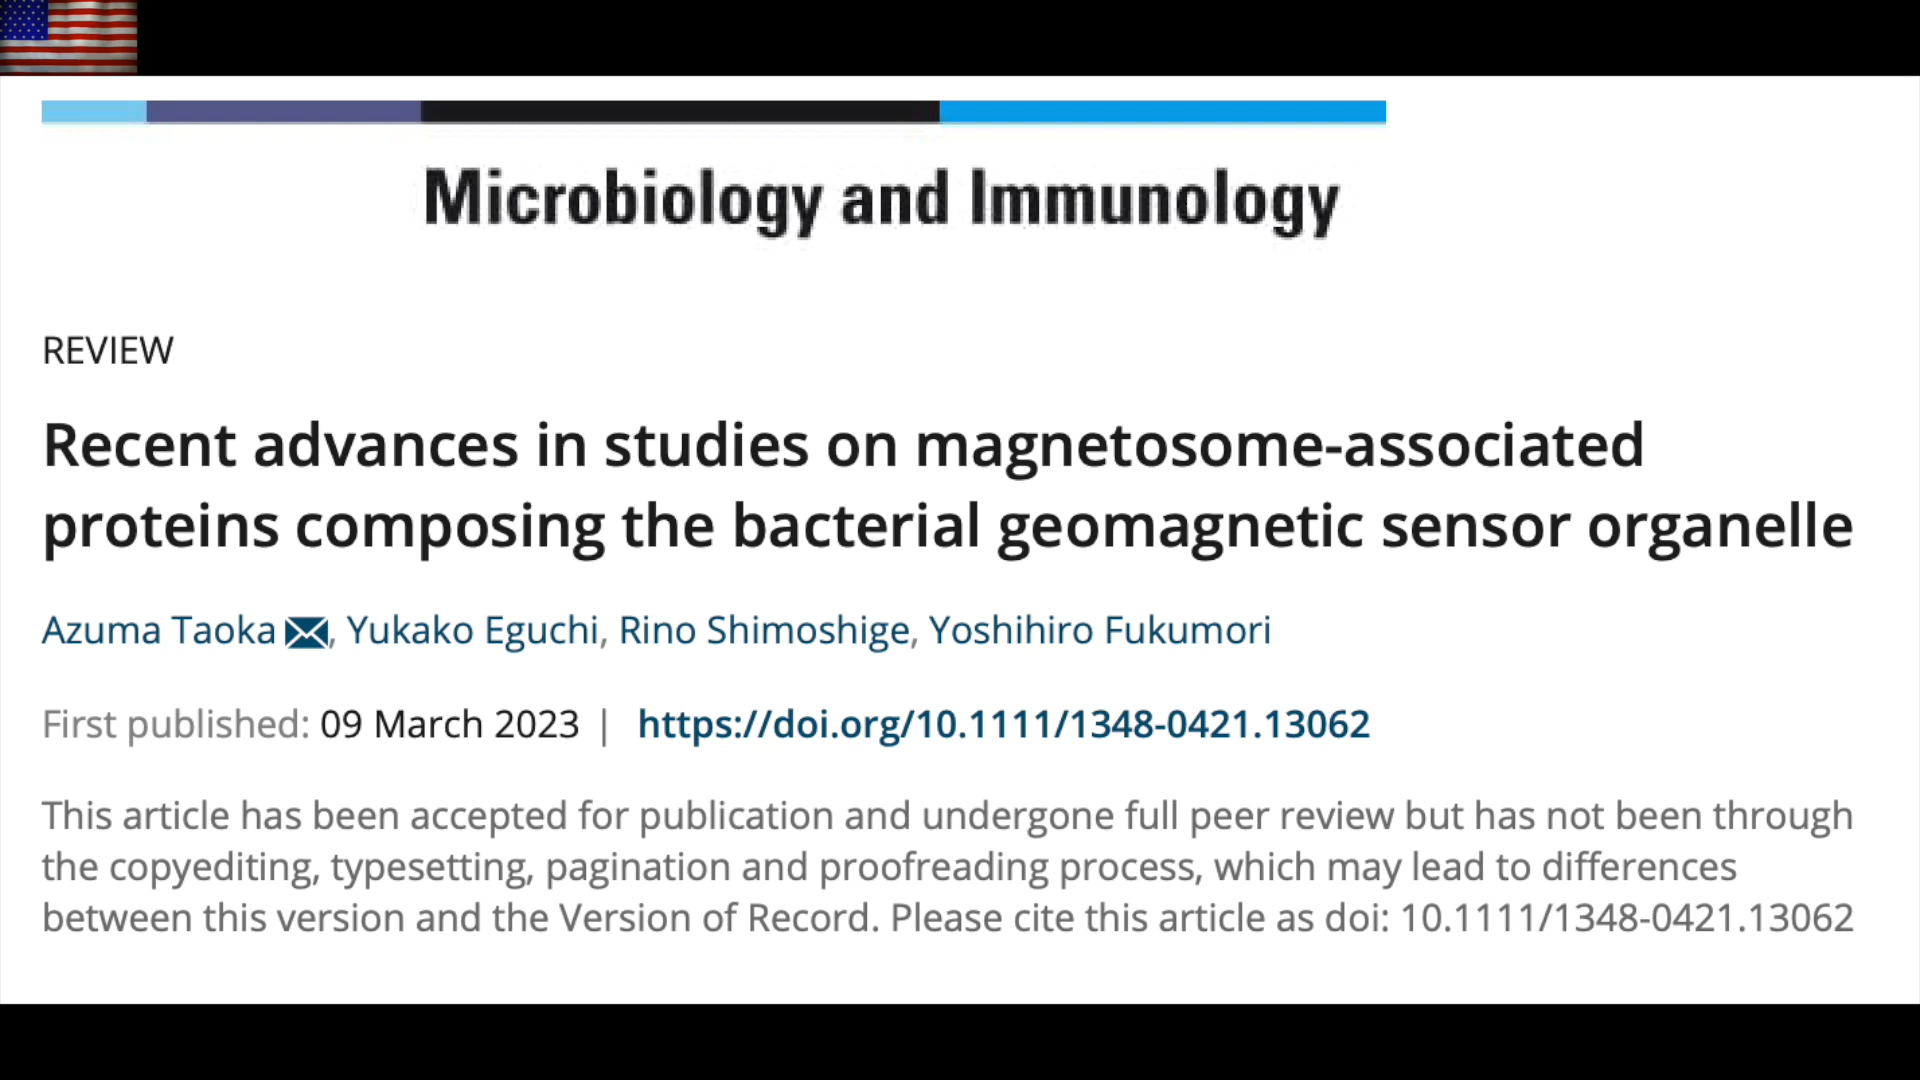 Microbiology and Immunology
REVIEW
Recent advances in studies on magnetosome-associated
proteins composing the bacterial geomagnetic sensor organelle
Azuma Taoka, Yukako Eguchi, Rino Shimoshige, Yoshihiro Fukumori
First published: 09 March 2023 | https://doi.org/10.1111/1348-0421.13062
This article has been accepted for publication and undergone full peer review but has not been through
the copyediting, typesetting, pagination and proofreading process, which may lead to differences
between this version and the Version of Record. Please cite this article as doi: 10.1111/1348-0421.13062